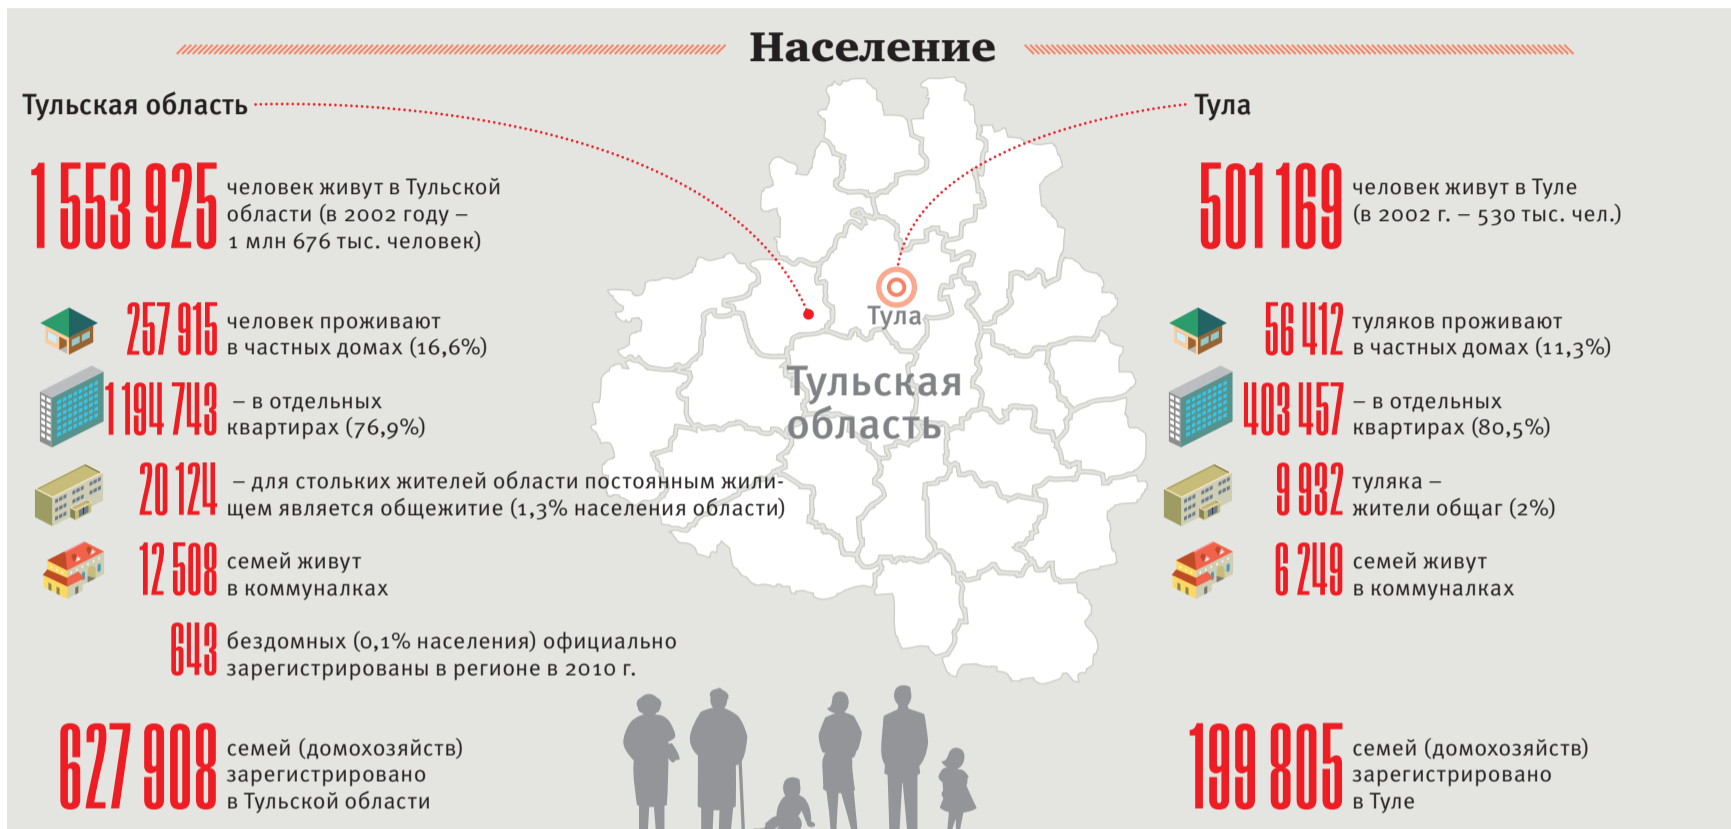 Население
Тульская область
1 553 925
человек живут в Тульской
области (в 2002 году –
1 млн 676 тыс. человек)
257 915
человек проживают
в частных домах (16,6%)
1 194 743
– в отдельных
квартирах (76,9%)
20 124
– для стольких жителей области постоянным жили-
щем является общежитие (1,3% населения области)
12 508
семей живут
в коммуналках
643
бездомных (0,1% населения) официально
зарегистрированы в регионе в 2010 г.
627 908
семей (домохозяйств)
зарегистрировано
в Тульской области
Тула
Тульская
область
Тула
501 169
человек живут в Туле
(в 2002 г. – 530 тыс. чел.)
56 412
туляков проживают
в частных домах (11,3%)
403 457
– в отдельных
квартирах (80,5%)
9 932
туляка –
жители общаг (2%)
6 249
семей живут
в коммуналках
199 805
семей (домохозяйств)
зарегистрировано
в Туле